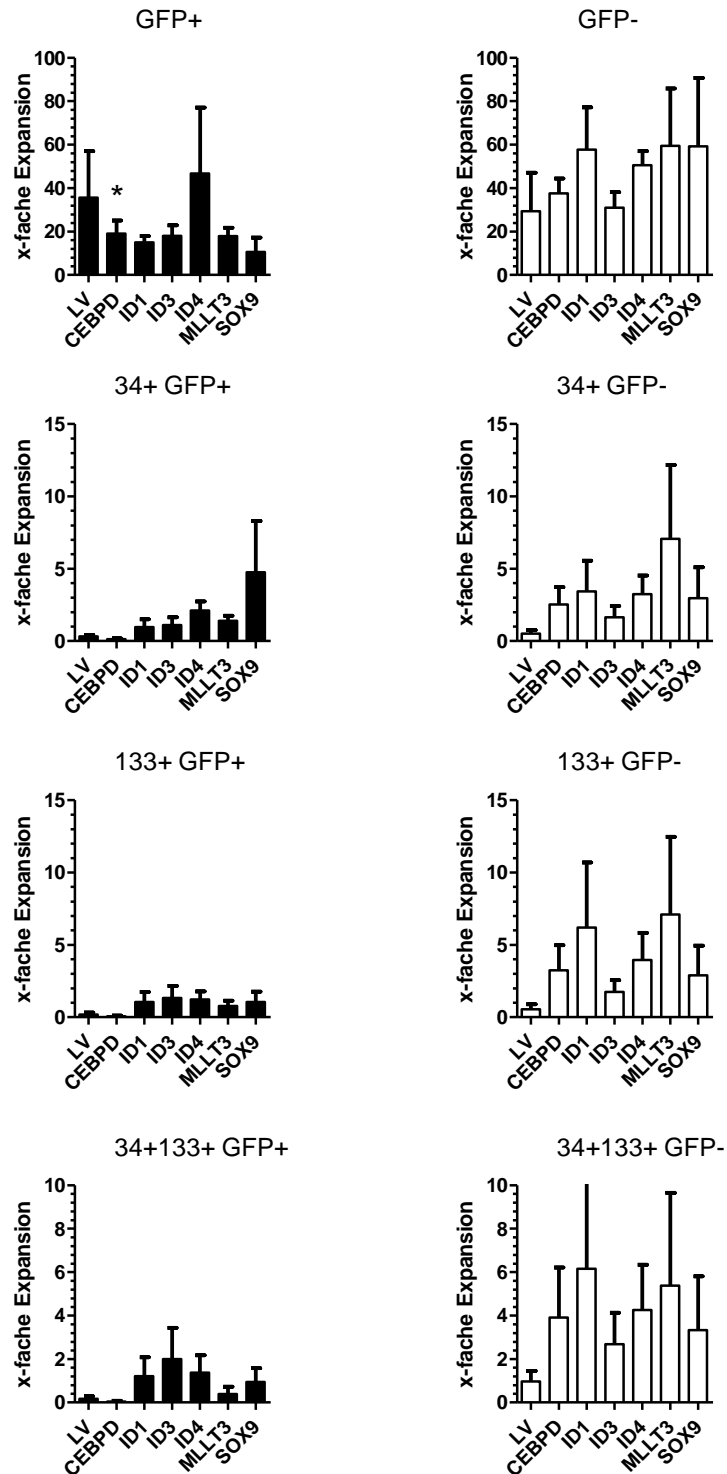 GFP+
GFP-
x-fache Expansion
100
80
60
40
20
0
*
LV
CEBPD
ID1
ID3
ID4
MLLT3
SOX9
x-fache Expansion
100
80
60
40
20
0
LV
CEBPD
ID1
ID3
ID4
MLLT3
SOX9
34+ GFP+
34+ GFP-
x-fache Expansion
15
10
5
0
LV
CEBPD
ID1
ID3
ID4
MLLT3
SOX9
x-fache Expansion
15
10
5
0
LV
CEBPD
ID1
ID3
ID4
MLLT3
SOX9
133+ GFP+
133+ GFP-
x-fache Expansion
15
10
5
0
LV
CEBPD
ID1
ID3
ID4
MLLT3
SOX9
x-fache Expansion
15
10
5
0
LV
CEBPD
ID1
ID3
ID4
MLLT3
SOX9
34+133+ GFP+
34+133+ GFP-
x-fache Expansion
10
8
6
4
2
0
LV
CEBPD
ID1
ID3
ID4
MLLT3
SOX9
x-fache Expansion
10
8
6
4
2
0
LV
CEBPD
ID1
ID3
ID4
MLLT3
SOX9